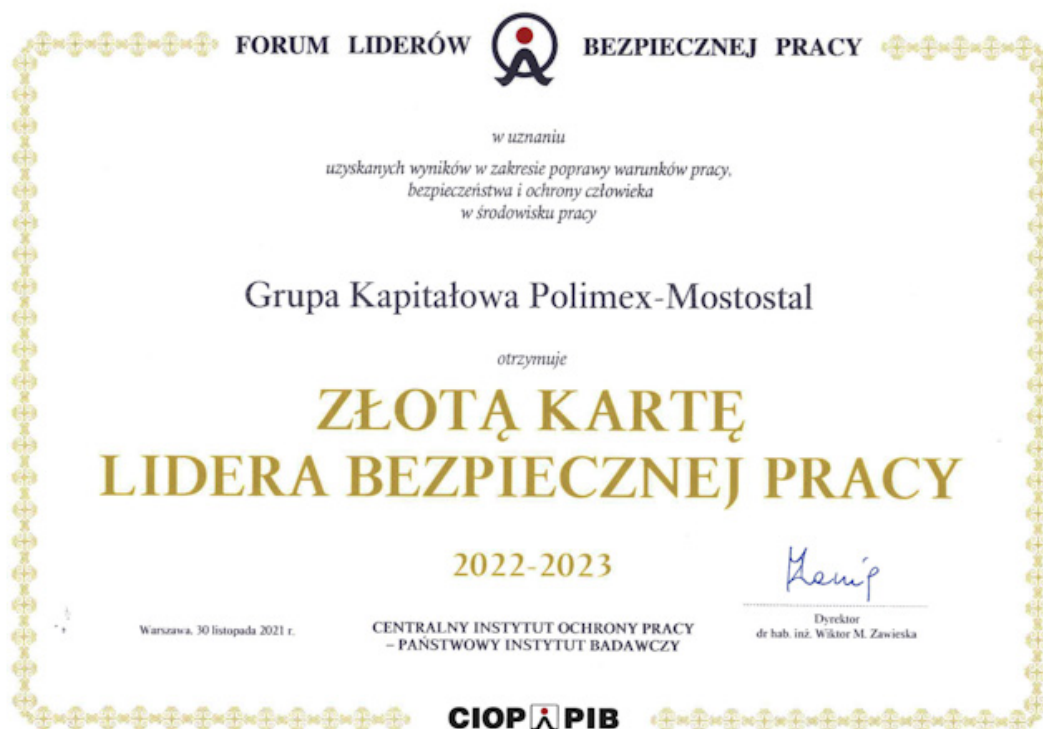 FORUM LIDERÓW BEZPIECZNEJ PRACY
w uznaniu
uzyskanych wyników w zakresie poprawy warunków pracy,
bezpieczeństwa i ochrony człowieka
w środowisku pracy
Grupa Kapitałowa Polimex-Mostostal
otrzymuje
ZŁOTĄ KARTĘ
LIDERA BEZPIECZNEJ PRACY
2022-2023
Warszawa, 30 listopada 2021 r.
CENTRALNY INSTYTUT OCHRONY PRACY
– PAŃSTWOWY INSTYTUT BADAWCZY
Dyrektor
dr hab. inż. Wiktor M. Zawieska
CIOP PIB